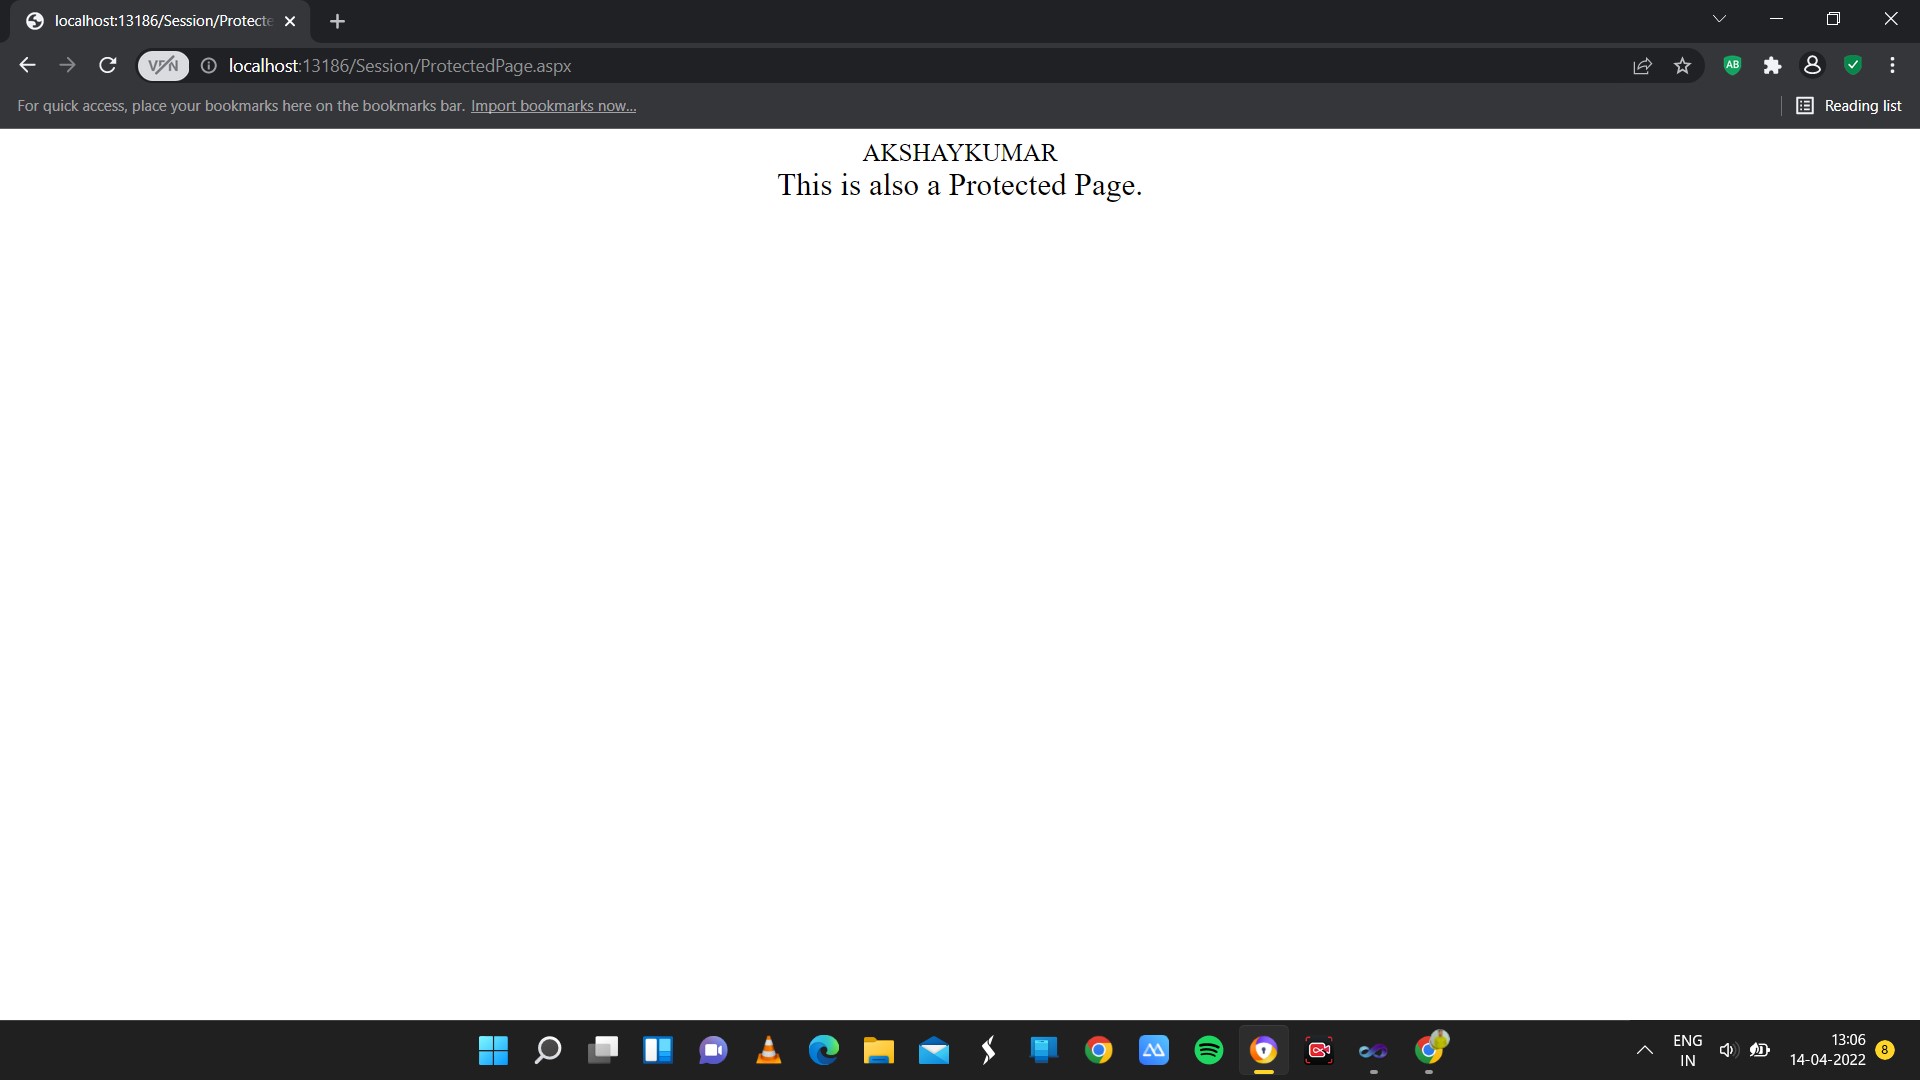 localhost:13186/Session/Protecte
VPN
localhost:13186/Session/ProtectedPage.aspx
AB
For quick access, place your bookmarks here on the bookmarks bar. Import bookmarks now...
Reading list
AKSHAYKUMAR
This is also a Protected Page.
ENG
IN
13:06
14-04-2022
8